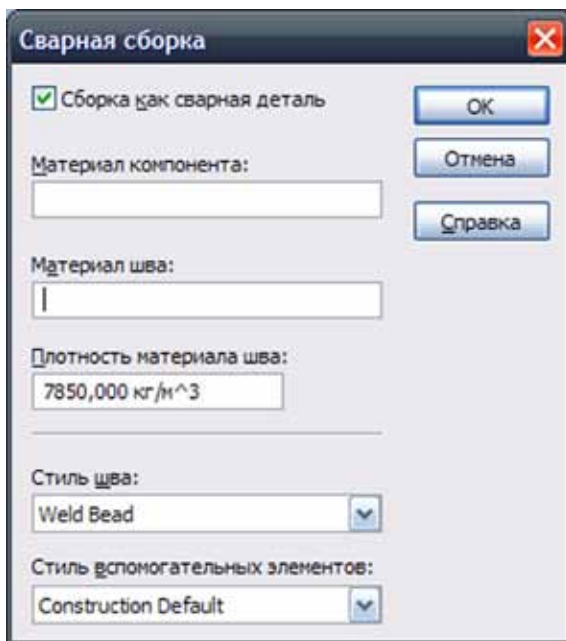 Сварная сборка
Сборка как сварная деталь
OK
Материал компонента:
Отмена
Справка
Материал шва:
Плотность материала шва:
7850,000 кг/м^3
Стиль шва:
Weld Bead
Стиль вспомогательных элементов:
Construction Default